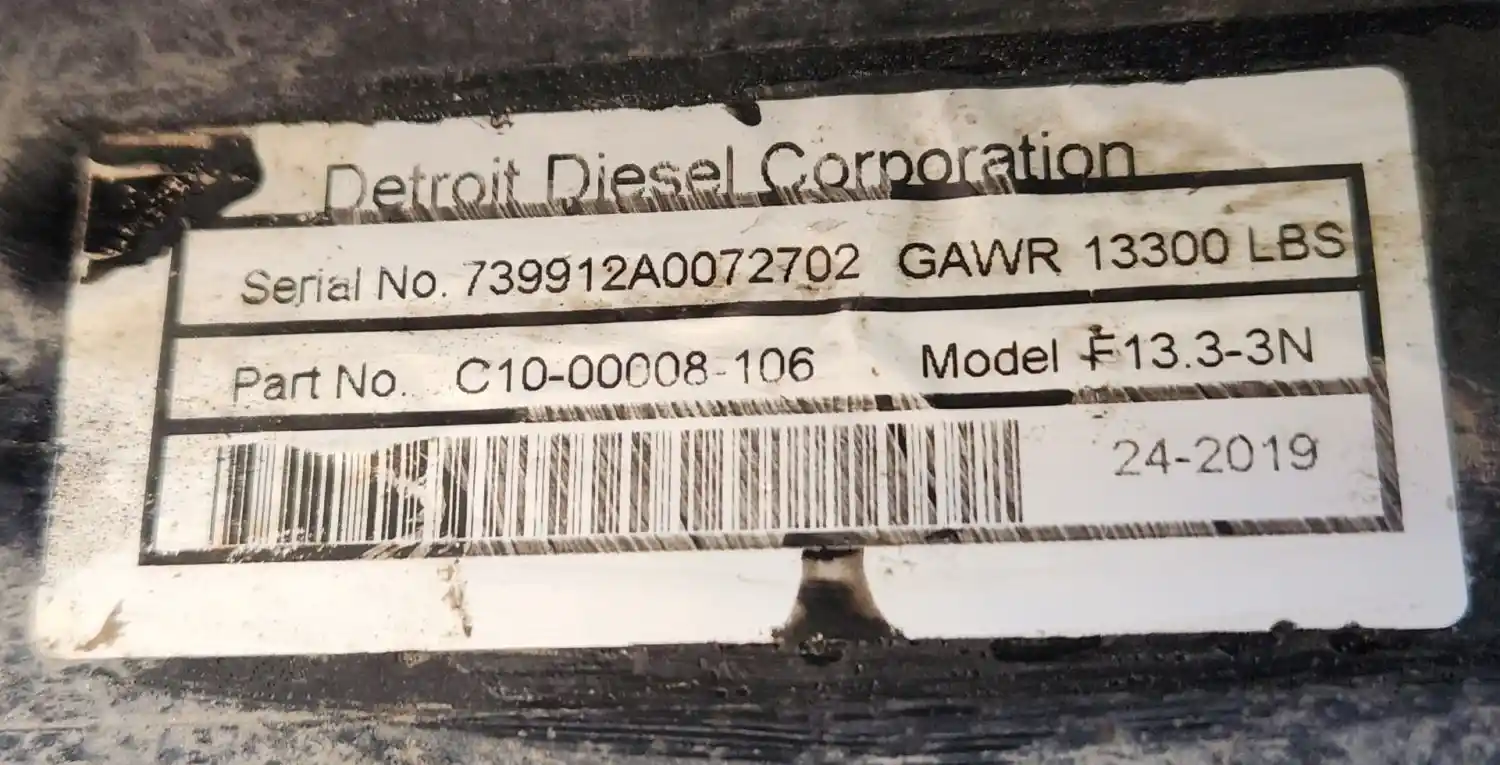 Detroit Diesel Corporation
Serial No. 739912A0072702 GAWR 13300 LBS
Part No. C10-00008-106 Model F13.3-3N
24-2019